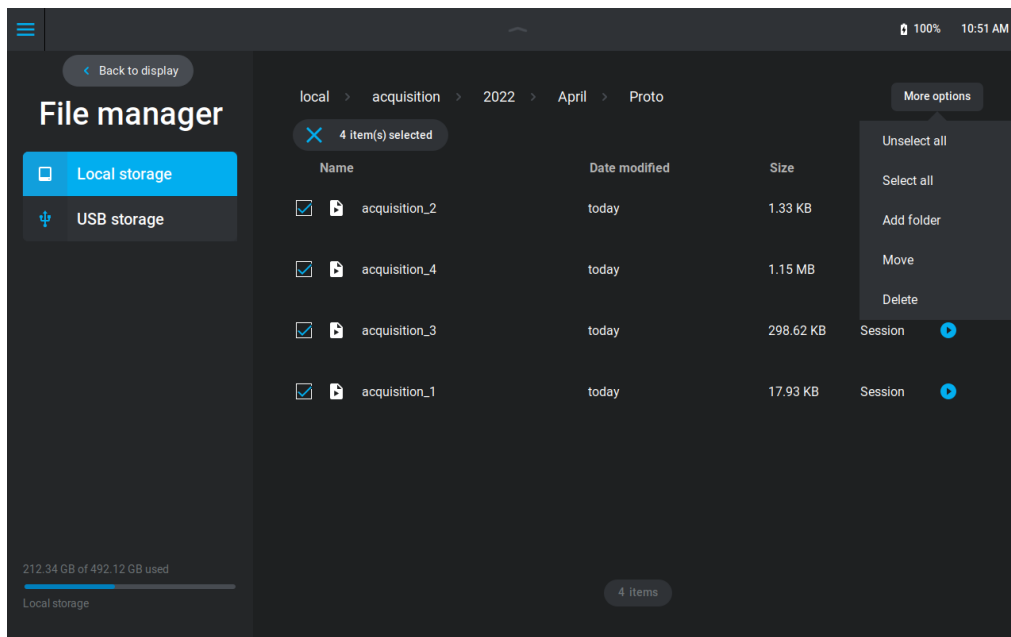 100% 10:51 AM
Back to display
File manager
Local storage
USB storage
212.34 GB of 492.12 GB used
Local storage
local > acquisition > 2022 > April > Proto
More options
4 item(s) selected
Name Date modified Size
acquisition_2 today 1.33 KB
acquisition_4 today 1.15 MB
acquisition_3 today 298.62 KB Session
acquisition_1 today 17.93 KB Session
4 items
Unselect all
Select all
Add folder
Move
Delete